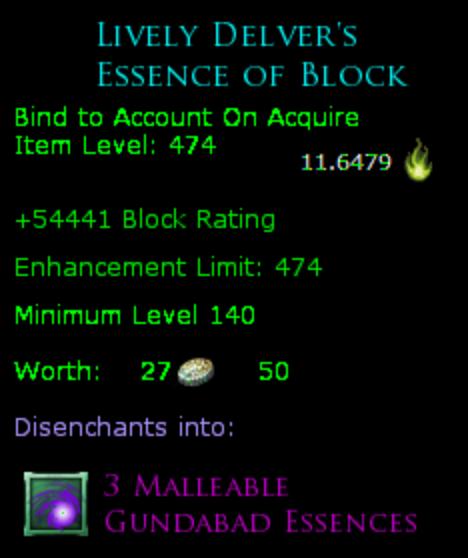 Lively Delver's
Essence of Block
Bind to Account On Acquire
Item Level: 474
11.6479
+54441 Block Rating
Enhancement Limit: 474
Minimum Level 140
Worth: 27 50
Disenchants into:
3 Malleable
Gundabad Essences